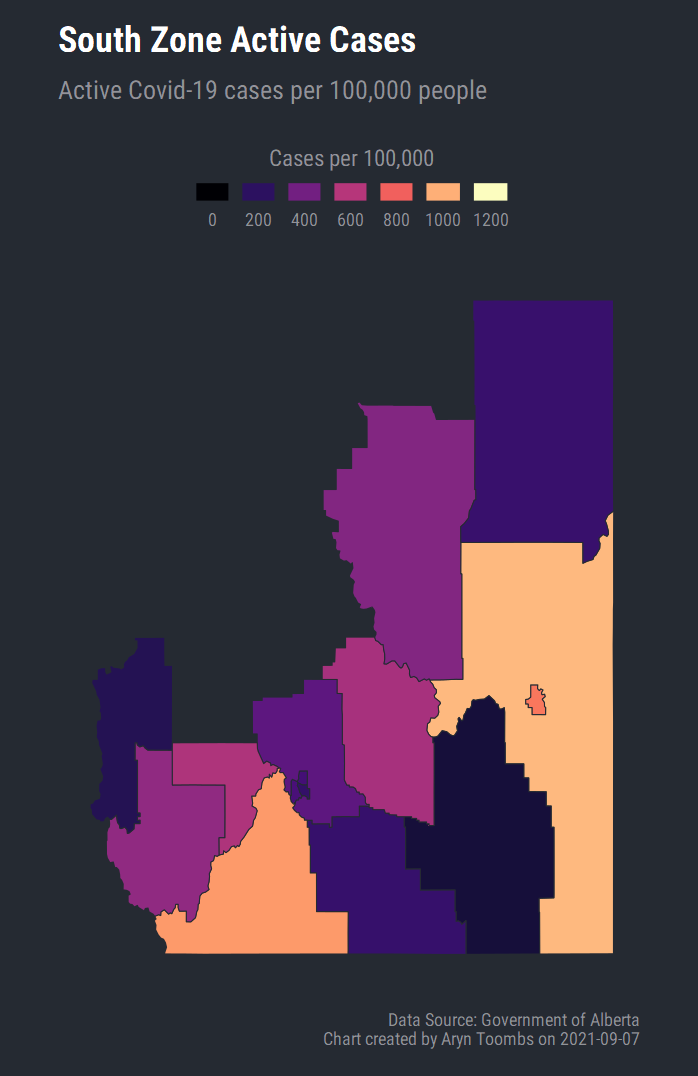 South Zone Active Cases
Active Covid-19 cases per 100,000 people
Cases per 100,000
0 200 400 600 800 1000 1200
Data Source: Government of Alberta
Chart created by Aryn Toombs on 2021-09-07